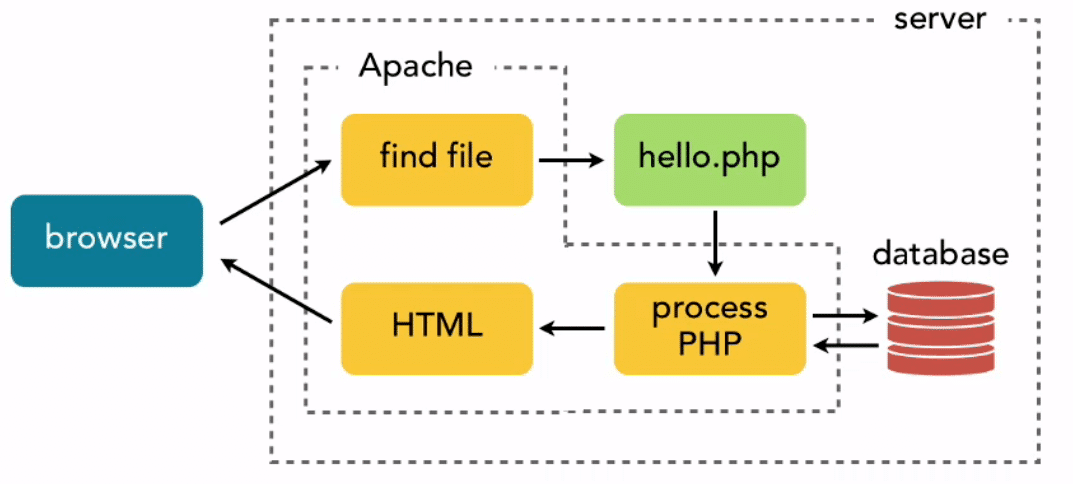 server
Apache
find file
hello.php
browser
database
HTML
process
PHP